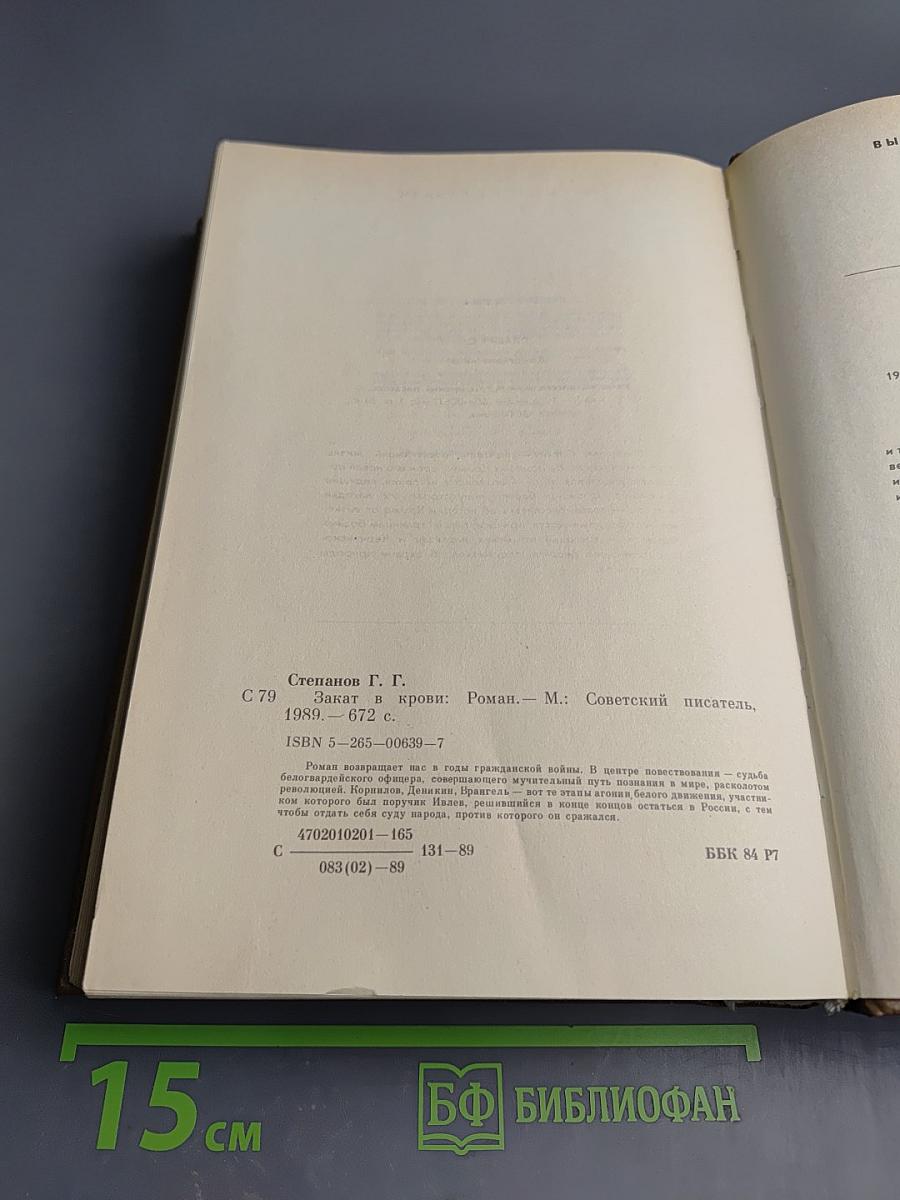 Степанов Г. Г.
С 79 Закат в крови: Роман.— М.: Советский писатель,
1989.— 672 с.
ISBN 5—265—00639—7
Роман возвращает нас в годы гражданской войны. В центре повествования — судьба
белогвардейского офицера, совершающего мучительный путь познания в мире, расколотом
революцией. Корнилов, Деникин, Врангель — вот те этапы агонии белого движения, участни-
ком которого был поручик Ивлев, решившийся в конце концов остаться в России, с тем
чтобы отдать себя суду народа, против которого он сражался.
4702010201—165
С 131—89
083(02)—89
ББК 84 Р7
15 см
БФ БИБЛИОФАН